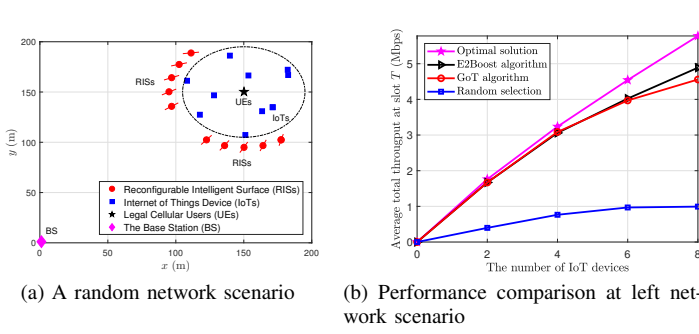 200
150
100
50
0
0
50
100
150
200
y (m)
x (m)
RISs
UEs
IoTs
RISs
BS
Reconfigurable Intelligent Surface (RISs)
Internet of Things Device (IoTs)
Legal Cellular Users (UEs)
The Base Station (BS)
(a) A random network scenario
Average total througput at slot T (Mbps)
5
4
3
2
1
0
0
2
4
6
8
The number of IoT devices
Optimal solution
E2Boost algorithm
GoT algorithm
Random selection
(b) Performance comparison at left net-
work scenario